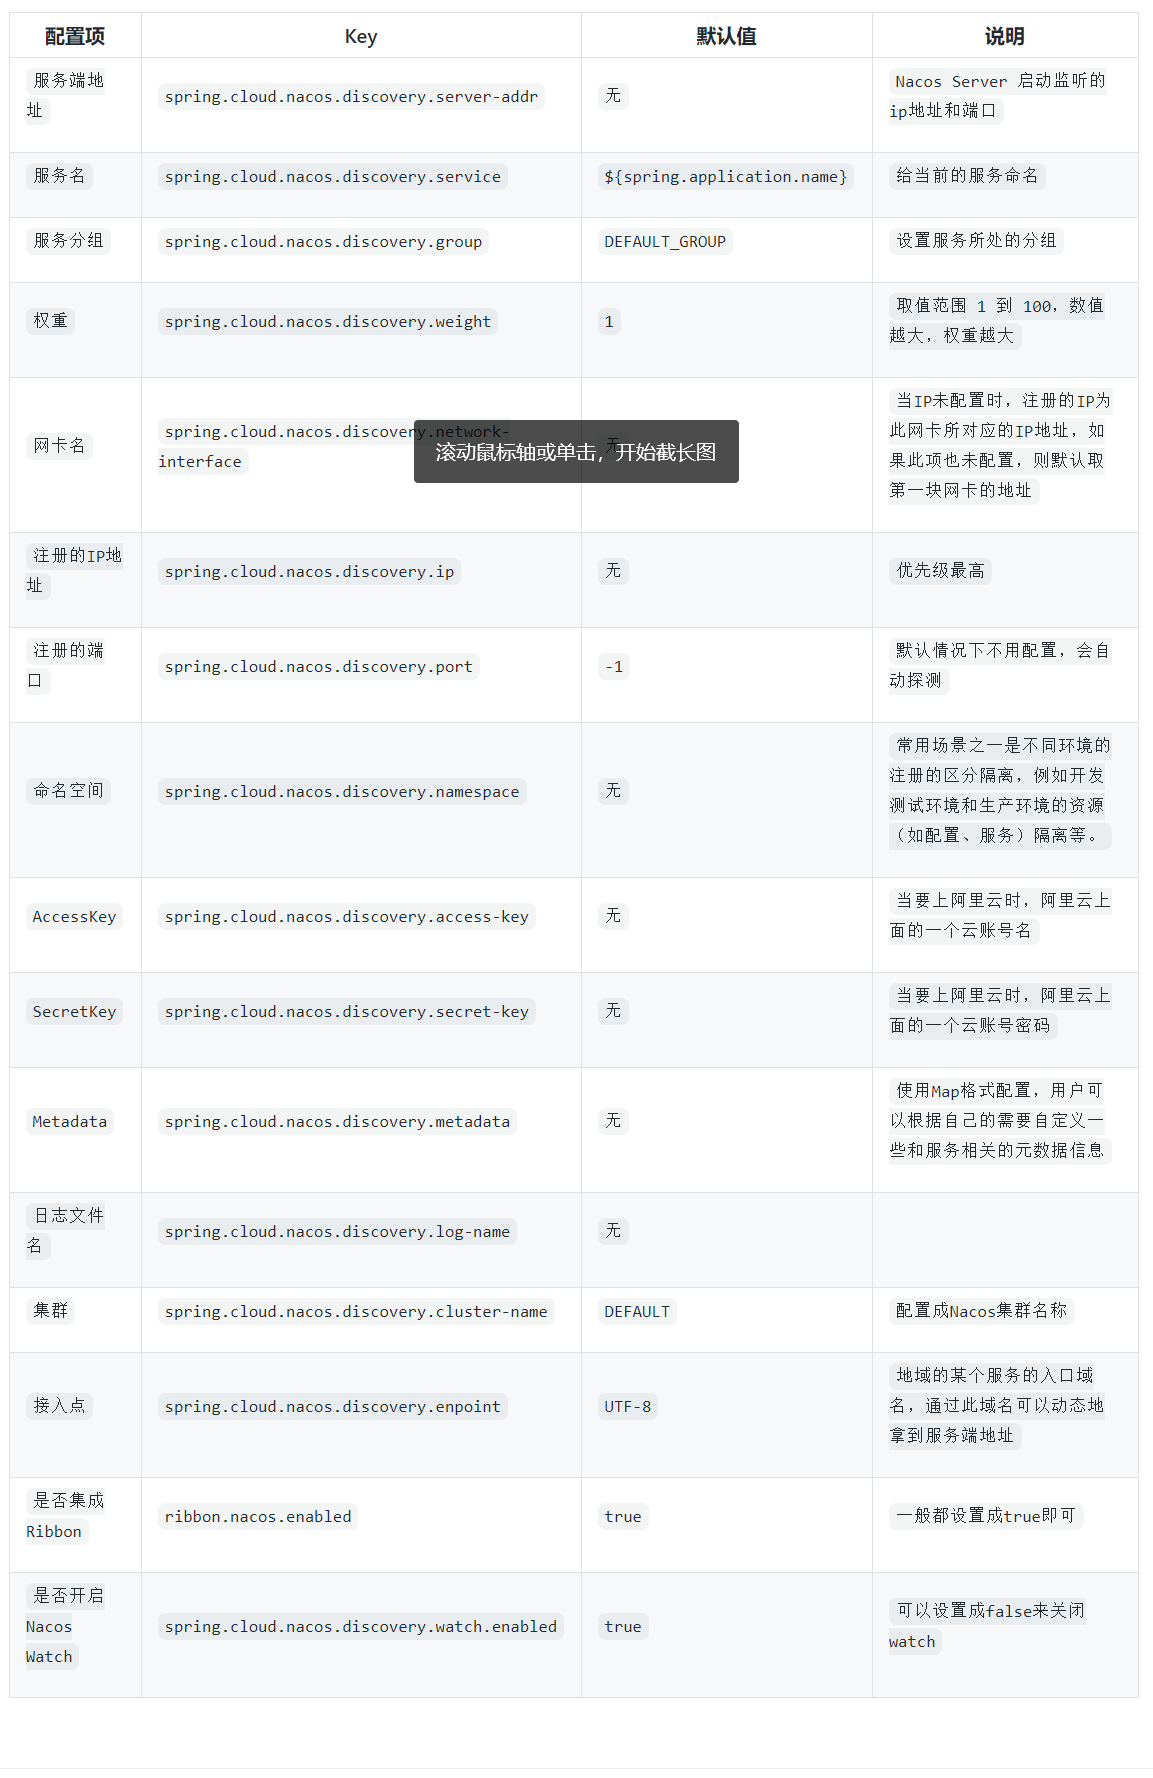 配置项 Key 默认值 说明
服务端地
址
spring.cloud.nacos.discovery.server-addr
无
Nacos Server 启动监听的
ip地址和端口
服务名 spring.cloud.nacos.discovery.service ${spring.application.name} 给当前的服务命名
服务分组 spring.cloud.nacos.discovery.group DEFAULT_GROUP 设置服务所处的分组
权重
spring.cloud.nacos.discovery.weight
1
取值范围 1 到 100，数值
越大，权重越大
网卡名
spring.cloud.nacos.discovery.network-
interface
无
滚动鼠标轴或单击，开始截长图
当IP未配置时，注册的IP为
此网卡所对应的IP地址，如
果此项也未配置，则默认取
第一块网卡的地址
注册的IP地
址
spring.cloud.nacos.discovery.ip
无
优先级最高
注册的端
口
spring.cloud.nacos.discovery.port
-1
默认情况下不用配置，会自
动探测
命名空间
spring.cloud.nacos.discovery.namespace
无
常用场景之一是不同环境的
注册的区分隔离，例如开发
测试环境和生产环境的资源
（如配置、服务）隔离等。
AccessKey
spring.cloud.nacos.discovery.access-key
无
当要上阿里云时，阿里云上
面的一个云账号名
SecretKey
spring.cloud.nacos.discovery.secret-key
无
当要上阿里云时，阿里云上
面的一个云账号密码
Metadata
spring.cloud.nacos.discovery.metadata
无
使用Map格式配置，用户可
以根据自己的需要自定义一
些和服务相关的元数据信息
日志文件
名
spring.cloud.nacos.discovery.log-name
无
集群 spring.cloud.nacos.discovery.cluster-name DEFAULT 配置成Nacos集群名称
接入点
spring.cloud.nacos.discovery.enpoint
UTF-8
地域的某个服务的入口域
名，通过此域名可以动态地
拿到服务端地址
是否集成
Ribbon
ribbon.nacos.enabled
true
一般都设置成true即可
是否开启
Nacos
Watch
spring.cloud.nacos.discovery.watch.enabled
true
可以设置成false来关闭
watch